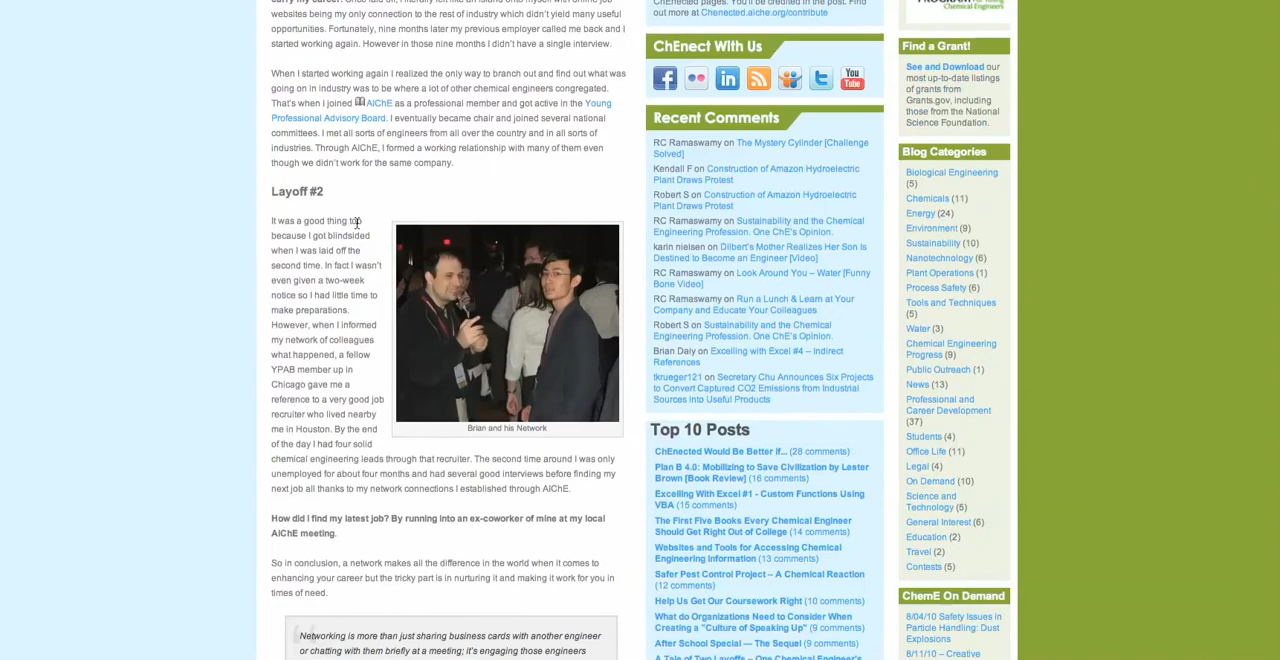 carry my career. Once laid off, I literally felt like an island onto myself with online job
websites being my only connection to the rest of industry which didn't yield many useful
opportunities. Fortunately, nine months later my previous employer called me back and I
started working again. However in those nine months I didn't have a single interview.
When I started working again I realized the only way to branch out and find out what was
going on in industry was to be where a lot of other chemical engineers congregated.
That's when I joined AIChE as a professional member and got active in the Young
Professional Advisory Board. I eventually became chair and joined several national
committees. I met all sorts of engineers from all over the country and in all sorts of
industries. Through AIChE, I formed a working relationship with many of them even
though we didn't work for the same company.
Layoff #2
It was a good thing too
because I got blindsided
when I was laid off the
second time. In fact I wasn't
even given a two-week
notice so I had little time to
make preparations.
However, when I informed
my network of colleagues
what happened, a fellow
YPAB member up in
Chicago gave me a
reference to a very good job
recruiter who lived nearby
me in Houston. By the end
of the day I had four solid
chemical engineering leads through that recruiter. The second time around I was only
unemployed for about four months and had several good interviews before finding my
next job all thanks to my network connections I established through AIChE.
Brian and his Network
How did I find my latest job? By running into an ex-coworker of mine at my local
AIChE meeting.
So in conclusion, a network makes all the difference in the world when it comes to
enhancing your career but the tricky part is in nurturing it and making it work for you in
times of need.
Networking is more than just sharing business cards with another engineer
or chatting with them briefly at a meeting; it's engaging those engineers
ChEnected pages. You'll be credited in the post. Find
out more at Chenected.aiche.org/contribute
ChEnect With Us
You
Tube
Recent Comments
RC Ramaswamy on The Mystery Cylinder [Challenge
Solved]
Kendall F on Construction of Amazon Hydroelectric
Plant Draws Protest
Robert S on Construction of Amazon Hydroelectric
Plant Draws Protest
RC Ramaswamy on Sustainability and the Chemical
Engineering Profession. One ChE's Opinion.
karin nielsen on Dilbert's Mother Realizes Her Son Is
Destined to Become an Engineer [Video]
RC Ramaswamy on Look Around You – Water [Funny
Bone Video]
RC Ramaswamy on Run a Lunch & Learn at Your
Company and Educate Your Colleagues
Robert S on Sustainability and the Chemical
Engineering Profession. One ChE's Opinion.
Brian Daly on Excelling with Excel #4 – Indirect
References
tkrueger121 on Secretary Chu Announces Six Projects
to Convert Captured CO2 Emissions from Industrial
Sources into Useful Products
Top 10 Posts
ChEnected Would Be Better if... (28 comments)
Plan B 4.0: Mobilizing to Save Civilization by Lester
Brown [Book Review] (16 comments)
Excelling With Excel #1 - Custom Functions Using
VBA (15 comments)
The First Five Books Every Chemical Engineer
Should Get Right Out of College (14 comments)
Websites and Tools for Accessing Chemical
Engineering Information (13 comments)
Safer Pest Control Project – A Chemical Reaction
(12 comments)
Help Us Get Our Coursework Right (10 comments)
What do Organizations Need to Consider When
Creating a "Culture of Speaking Up" (9 comments)
After School Special — The Sequel (9 comments)
A Tale of Two Layoffs – One Chemical Engineer's
Chemical Engineers
Find a Grant!
See and Download our
most up-to-date listings
of grants from
Grants.gov, including
those from the National
Science Foundation.
Blog Categories
Biological Engineering
(5)
Chemicals (11)
Energy (24)
Environment (9)
Sustainability (10)
Nanotechnology (6)
Plant Operations (1)
Process Safety (6)
Tools and Techniques
(5)
Water (3)
Chemical Engineering
Progress (9)
Public Outreach (1)
News (13)
Professional and
Career Development
(37)
Students (4)
Office Life (11)
Legal (4)
On Demand (10)
Science and
Technology (5)
General Interest (6)
Education (2)
Travel (2)
Contests (5)
ChemE On Demand
8/04/10 Safety Issues in
Particle Handling: Dust
Explosions
8/11/10 – Creative